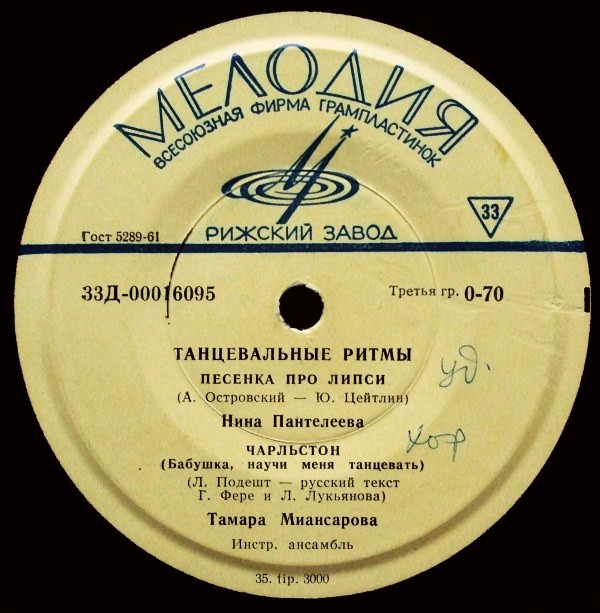 МЕЛОДИЯ
ВСЕСОЮЗНАЯ ФИРМА ГРАМПЛАСТИНОК
33
Гост 5289-61
РИЖСКИЙ ЗАВОД
33Д-00016095
Третья гр. 0-70
ТАНЦЕВАЛЬНЫЕ РИТМЫ
ПЕСЕНКА ПРО ЛИПСИ
уд.
(А. Островский — Ю. Цейтлин)
Нина Пантелеева
хор
ЧАРЛЬСТОН
(Бабушка, научи меня танцевать)
(Л. Подешт — русский текст
Г. Фере и Л. Лукьянова)
Тамара Миансарова
Инстр. ансамбль
35. tip. 3000